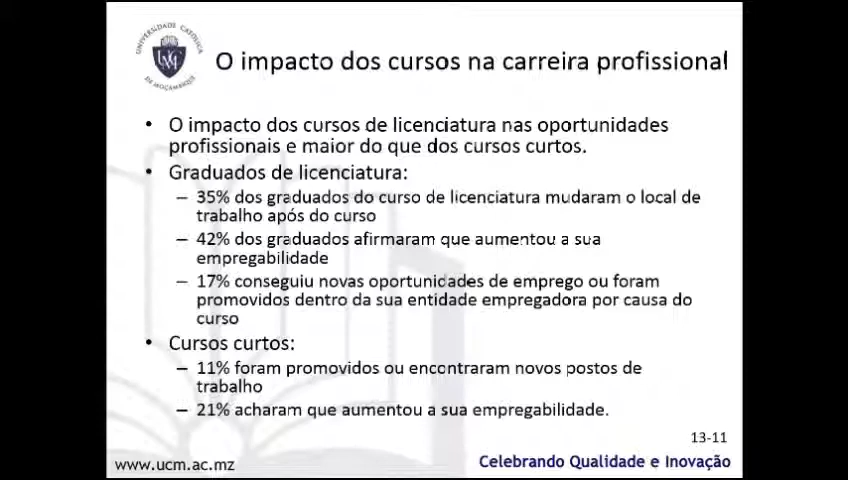 UNIVERSIDADE CATÓLICA
DE MOÇAMBIQUE
O impacto dos cursos na carreira profissional
• O impacto dos cursos de licenciatura nas oportunidades
profissionais e maior do que dos cursos curtos.
• Graduados de licenciatura:
– 35% dos graduados do curso de licenciatura mudaram o local de
trabalho após do curso
– 42% dos graduados afirmaram que aumentou a sua
empregabilidade
– 17% conseguiu novas oportunidades de emprego ou foram
promovidos dentro da sua entidade empregadora por causa do
curso
• Cursos curtos:
– 11% foram promovidos ou encontraram novos postos de
trabalho
– 21% acharam que aumentou a sua empregabilidade.
13-11
www.ucm.ac.mz
Celebrando Qualidade e Inovação